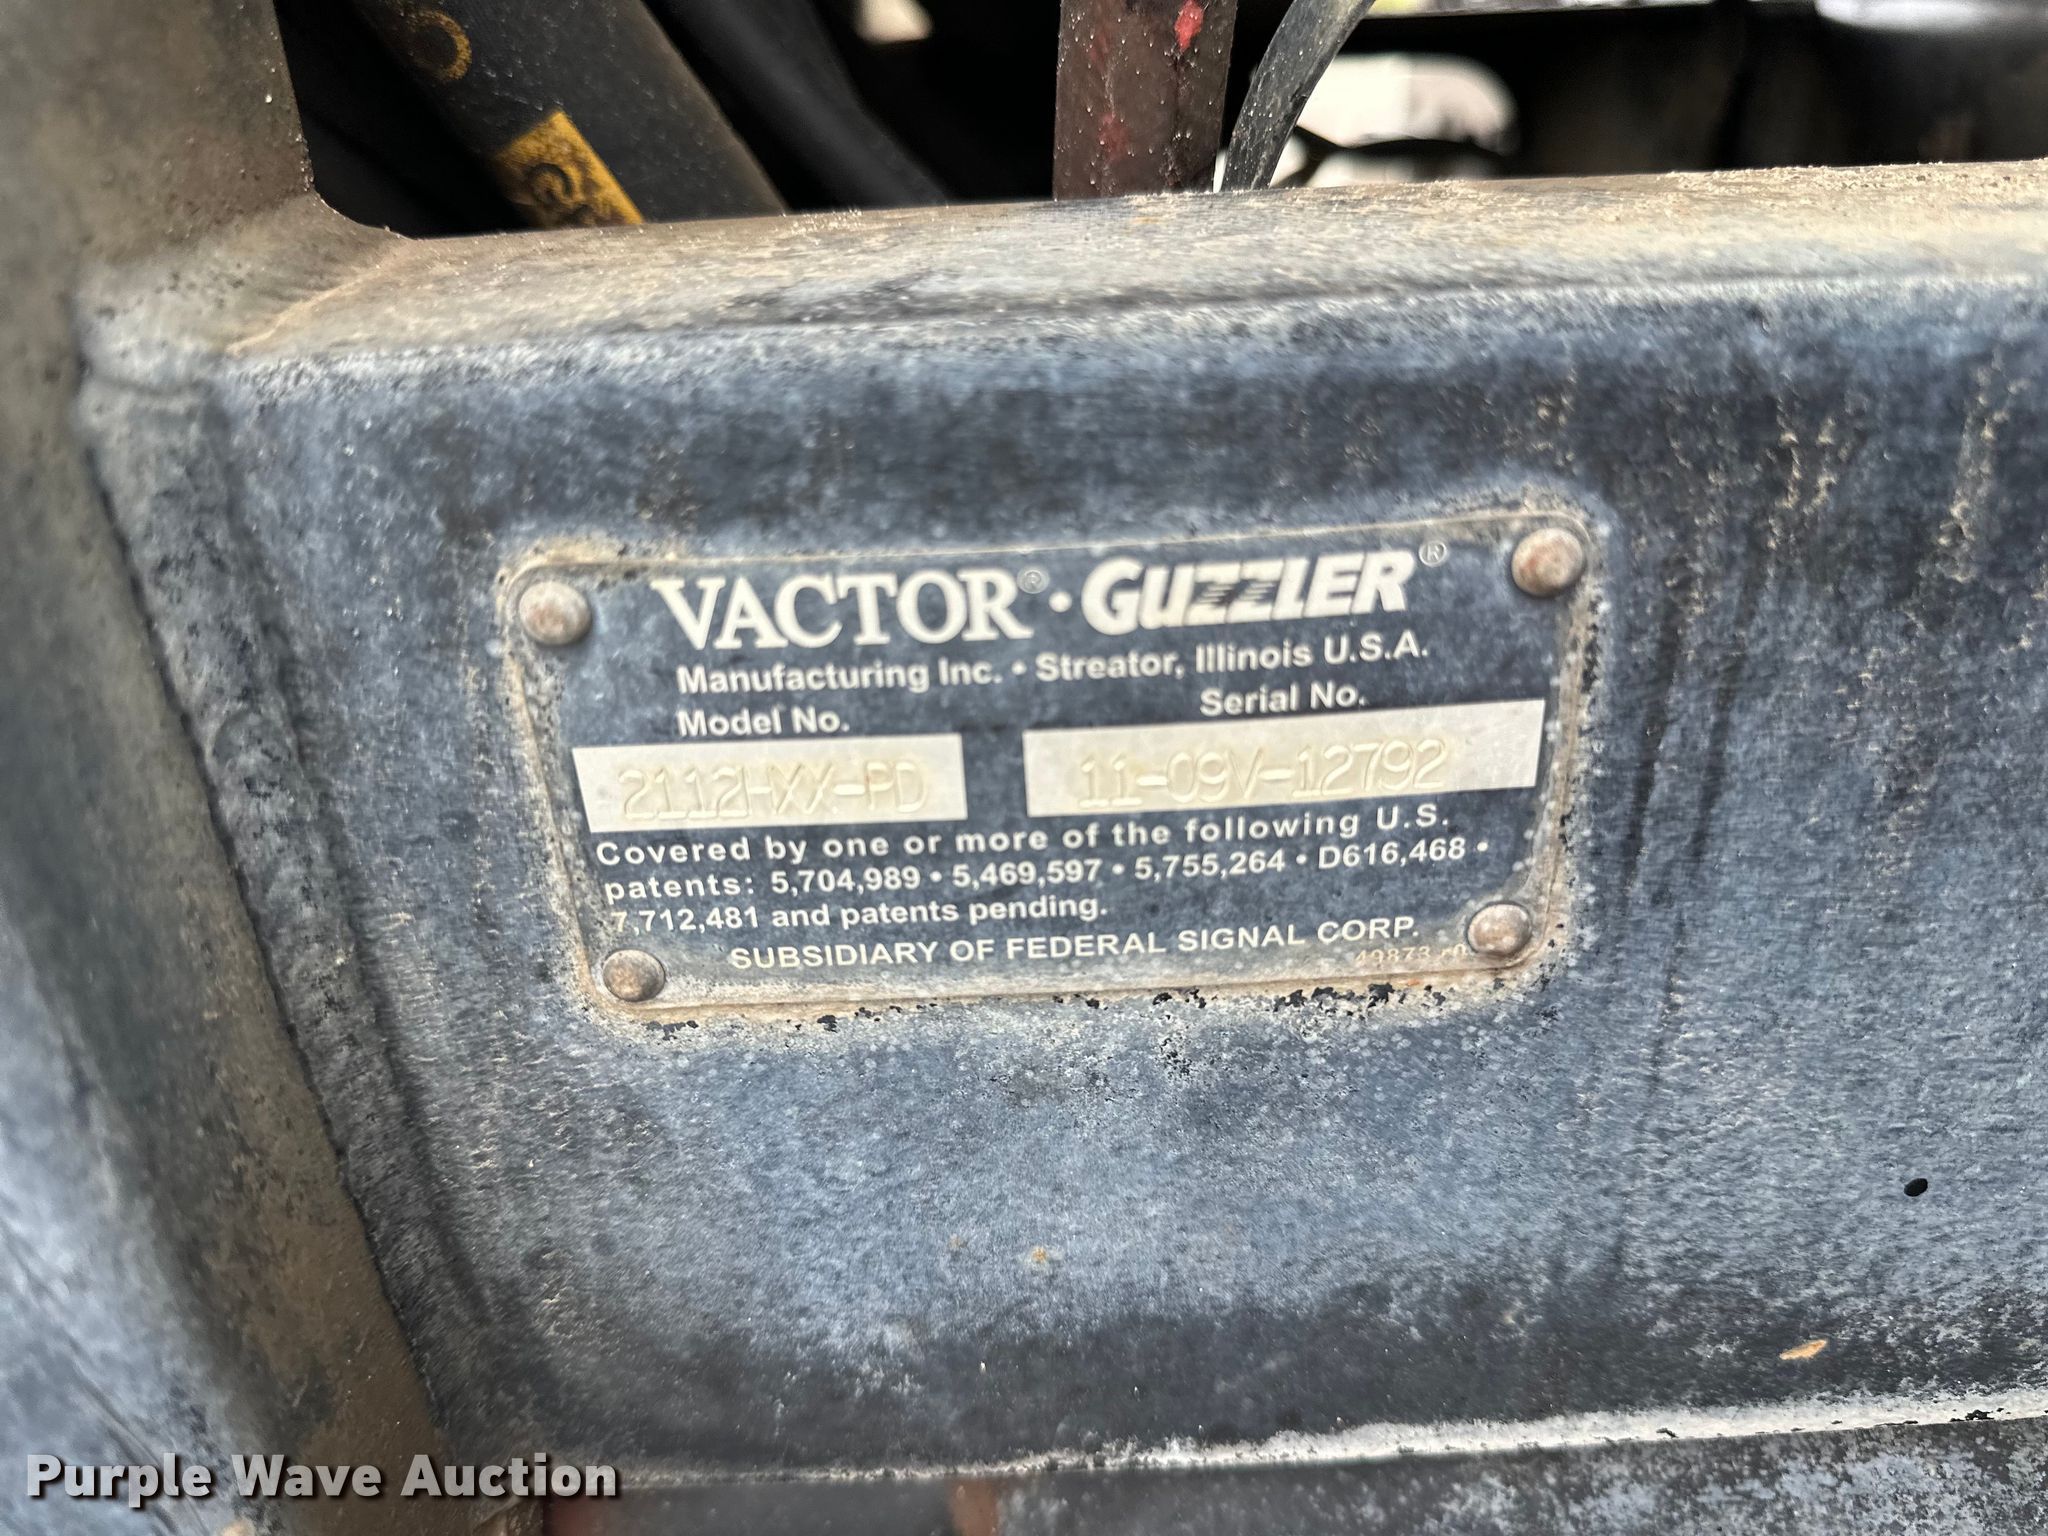 VACTOR® · GUZZLER®
Manufacturing Inc. • Streator, Illinois U.S.A.
Model No. Serial No.
2112HXX-PD 11-09V-12792
Covered by one or more of the following U.S.
patents: 5,704,989 • 5,469,597 • 5,755,264 • D616,468 •
7,712,481 and patents pending.
SUBSIDIARY OF FEDERAL SIGNAL CORP.
Purple Wave Auction